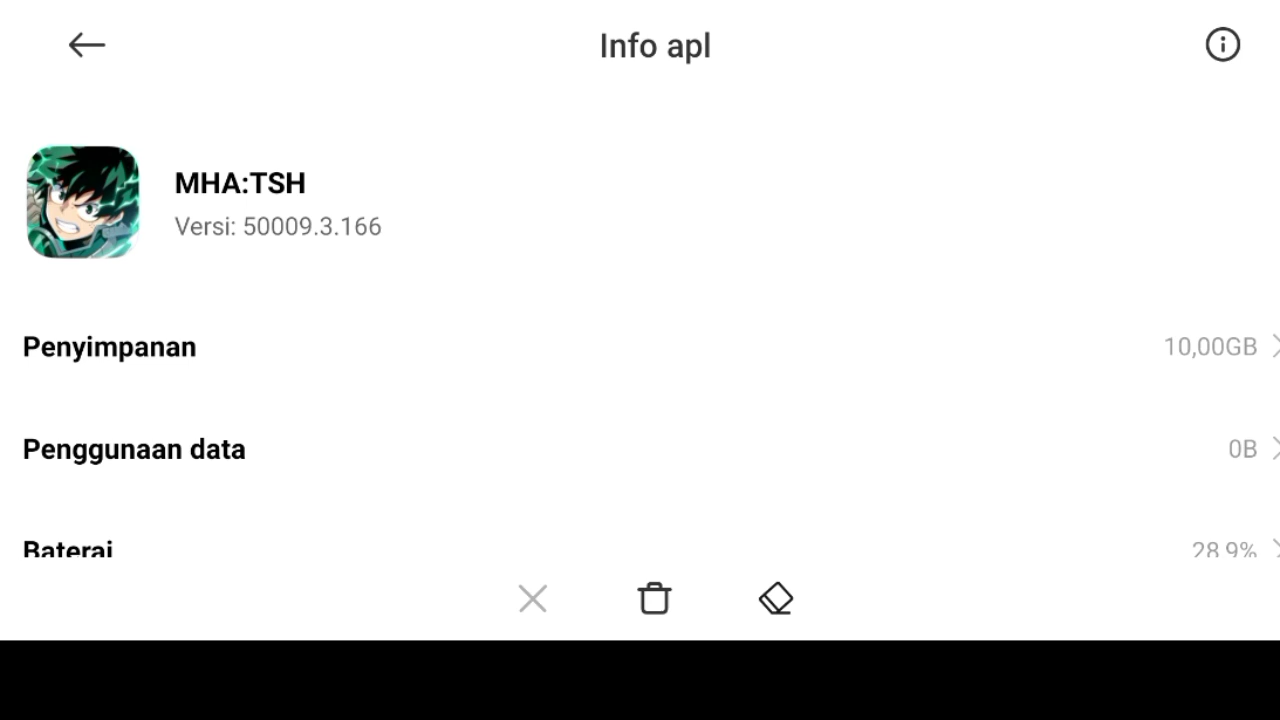 Info apl
MHA:TSH
Versi: 50009.3.166
Penyimpanan 10,00GB
Penggunaan data 0B
Baterai 28,9%